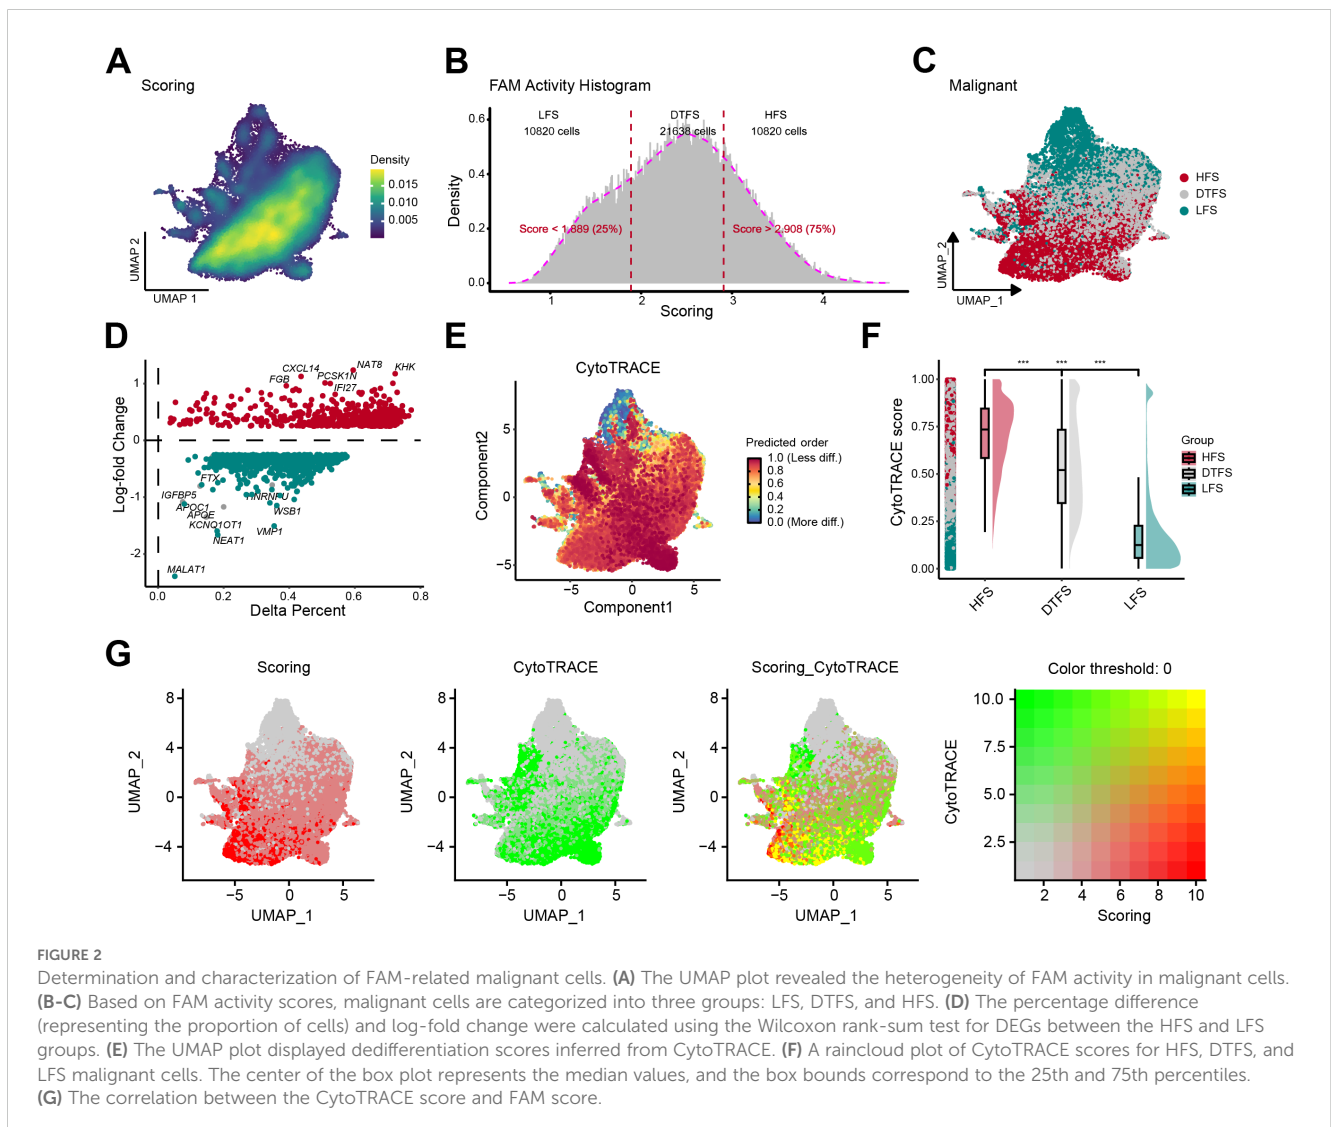 A
Scoring
Density
0.015
0.010
0.005
UMAP 2
UMAP 1
B
FAM Activity Histogram
LFS
10820 cells
DTFS
21638 cells
HFS
10820 cells
Score < 1.889 (25%)
Score > 2.908 (75%)
Density
0.6
0.4
0.2
0.0
1 2 3 4
Scoring
C
Malignant
HFS
DTFS
LFS
UMAP_2
UMAP_1
D
Log-fold Change
1
0
-1
-2
CXCL14
NAT8
KHK
FGB
PCSK1N
IFI27
FTX
IGFBP5
HNRNPU
APOC1
WSB1
APOE
KCNQ1OT1
VMP1
NEAT1
MALAT1
0.0 0.2 0.4 0.6 0.8
Delta Percent
E
CytoTRACE
Component2
5
0
−5
−5 0 5
Component1
Predicted order
1.0 (Less diff.)
0.8
0.6
0.4
0.2
0.0 (More diff.)
F
*** *** ***
CytoTRACE score
1.00
0.75
0.50
0.25
0.00
HFS
DTFS
LFS
Group
HFS
DTFS
LFS
G
Scoring
UMAP_2
8
4
0
−4
−5 0 5
UMAP_1
CytoTRACE
UMAP_2
8
4
0
−4
−5 0 5
UMAP_1
Scoring_CytoTRACE
UMAP_2
8
4
0
−4
−5 0 5
UMAP_1
Color threshold: 0
CytoTRACE
10.0
7.5
5.0
2.5
2 4 6 8 10
Scoring
FIGURE 2
Determination and characterization of FAM-related malignant cells. (A) The UMAP plot revealed the heterogeneity of FAM activity in malignant cells.
(B-C) Based on FAM activity scores, malignant cells are categorized into three groups: LFS, DTFS, and HFS. (D) The percentage difference
(representing the proportion of cells) and log-fold change were calculated using the Wilcoxon rank-sum test for DEGs between the HFS and LFS
groups. (E) The UMAP plot displayed dedifferentiation scores inferred from CytoTRACE. (F) A raincloud plot of CytoTRACE scores for HFS, DTFS, and
LFS malignant cells. The center of the box plot represents the median values, and the box bounds correspond to the 25th and 75th percentiles.
(G) The correlation between the CytoTRACE score and FAM score.